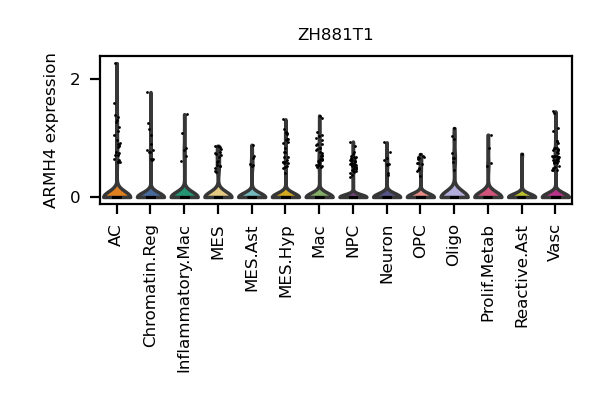 ZH881T1
ARMH4 expression
2
0
AC
Chromatin.Reg
Inflammatory.Mac
MES
MES.Ast
MES.Hyp
Mac
NPC
Neuron
OPC
Oligo
Prolif.Metab
Reactive.Ast
Vasc